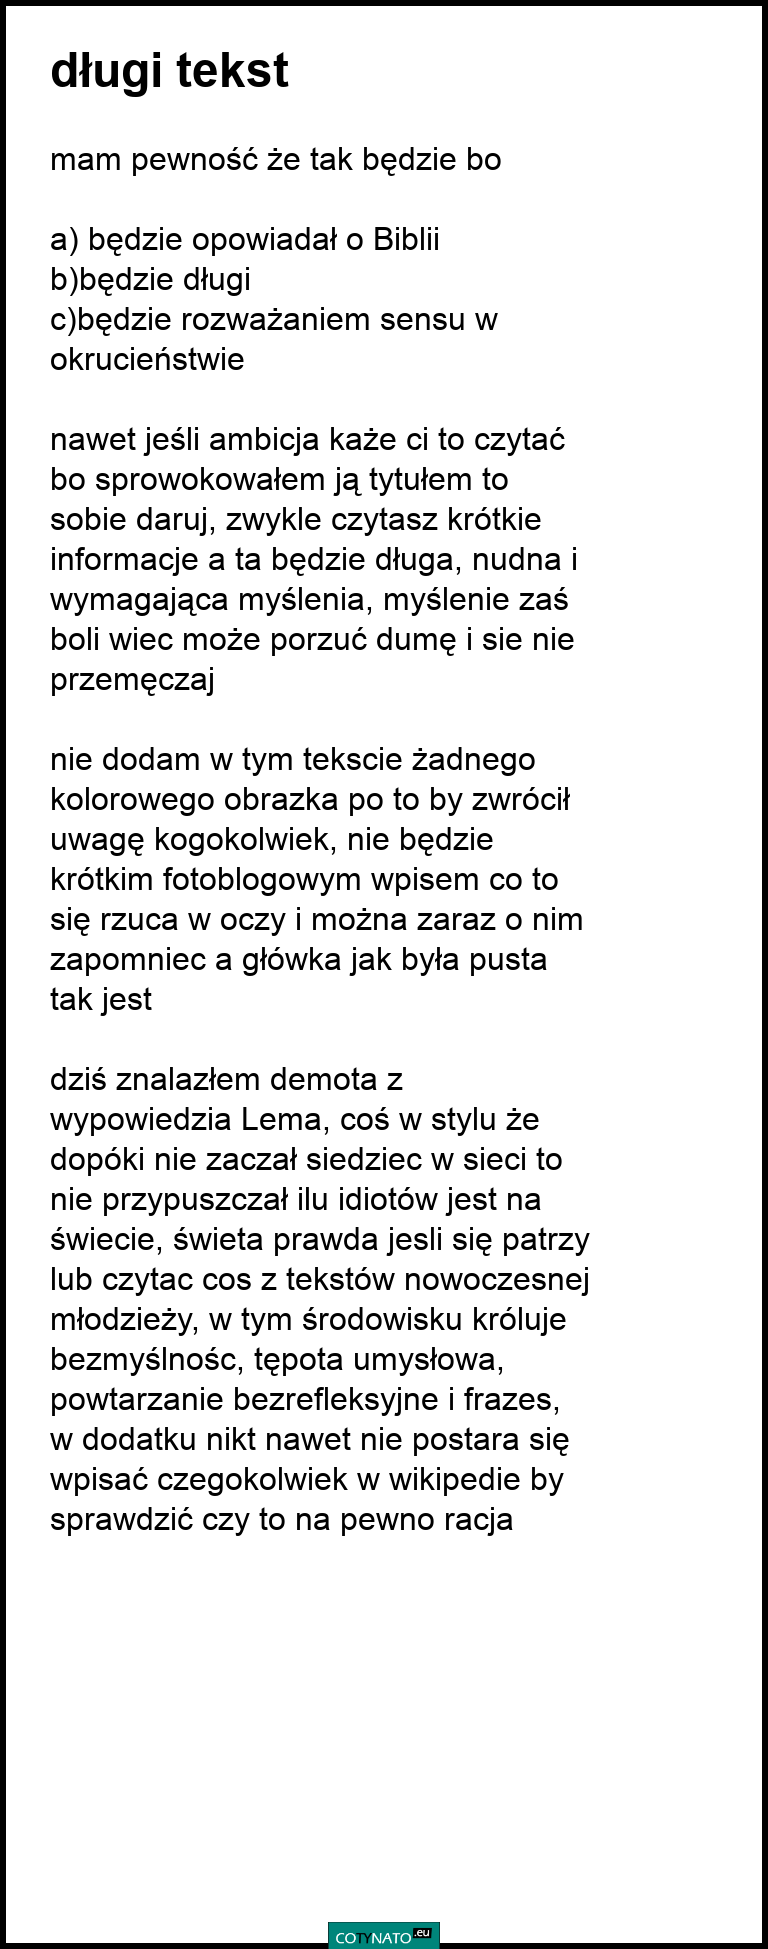 długi tekst
mam pewność że tak będzie bo
a) będzie opowiadał o Biblii
b)będzie długi
c)będzie rozważaniem sensu w
okrucieństwie
nawet jeśli ambicja każe ci to czytać
bo sprowokowałem ją tytułem to
sobie daruj, zwykle czytasz krótkie
informacje a ta będzie długa, nudna i
wymagająca myślenia, myślenie zaś
boli wiec może porzuć dumę i sie nie
przemęczaj
nie dodam w tym tekscie żadnego
kolorowego obrazka po to by zwrócił
uwagę kogokolwiek, nie będzie
krótkim fotoblogowym wpisem co to
się rzuca w oczy i można zaraz o nim
zapomniec a główka jak była pusta
tak jest
dziś znalazłem demota z
wypowiedzia Lema, coś w stylu że
dopóki nie zaczał siedziec w sieci to
nie przypuszczał ilu idiotów jest na
świecie, świeta prawda jesli się patrzy
lub czytac cos z tekstów nowoczesnej
młodzieży, w tym środowisku króluje
bezmyślnośc, tępota umysłowa,
powtarzanie bezrefleksyjne i frazes,
w dodatku nikt nawet nie postara się
wpisać czegokolwiek w wikipedie by
sprawdzić czy to na pewno racja
COTYNATO.eu